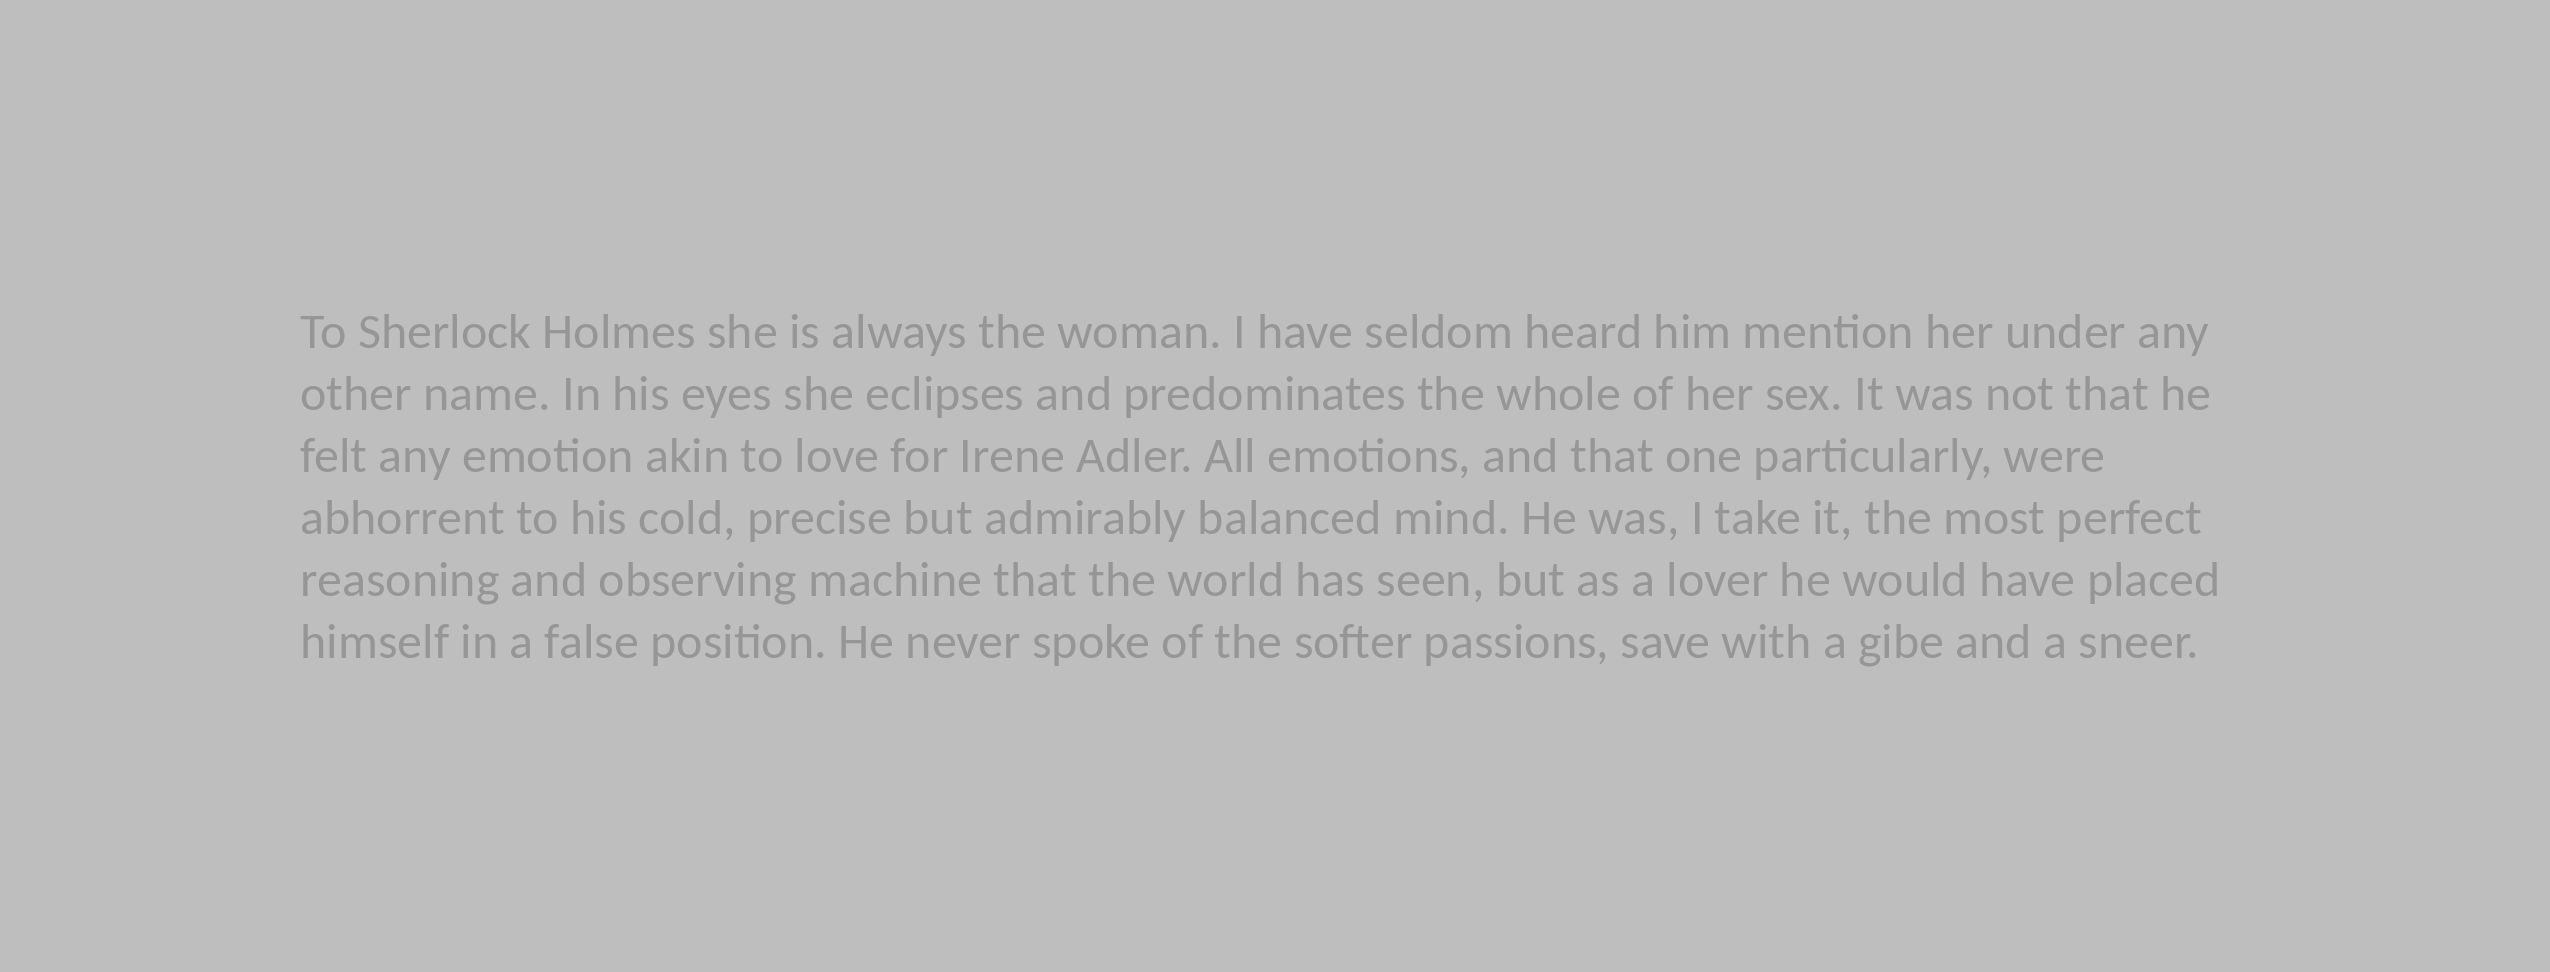 To Sherlock Holmes she is always the woman. I have seldom heard him mention her under any
other name. In his eyes she eclipses and predominates the whole of her sex. It was not that he
felt any emotion akin to love for Irene Adler. All emotions, and that one particularly, were
abhorrent to his cold, precise but admirably balanced mind. He was, I take it, the most perfect
reasoning and observing machine that the world has seen, but as a lover he would have placed
himself in a false position. He never spoke of the softer passions, save with a gibe and a sneer.